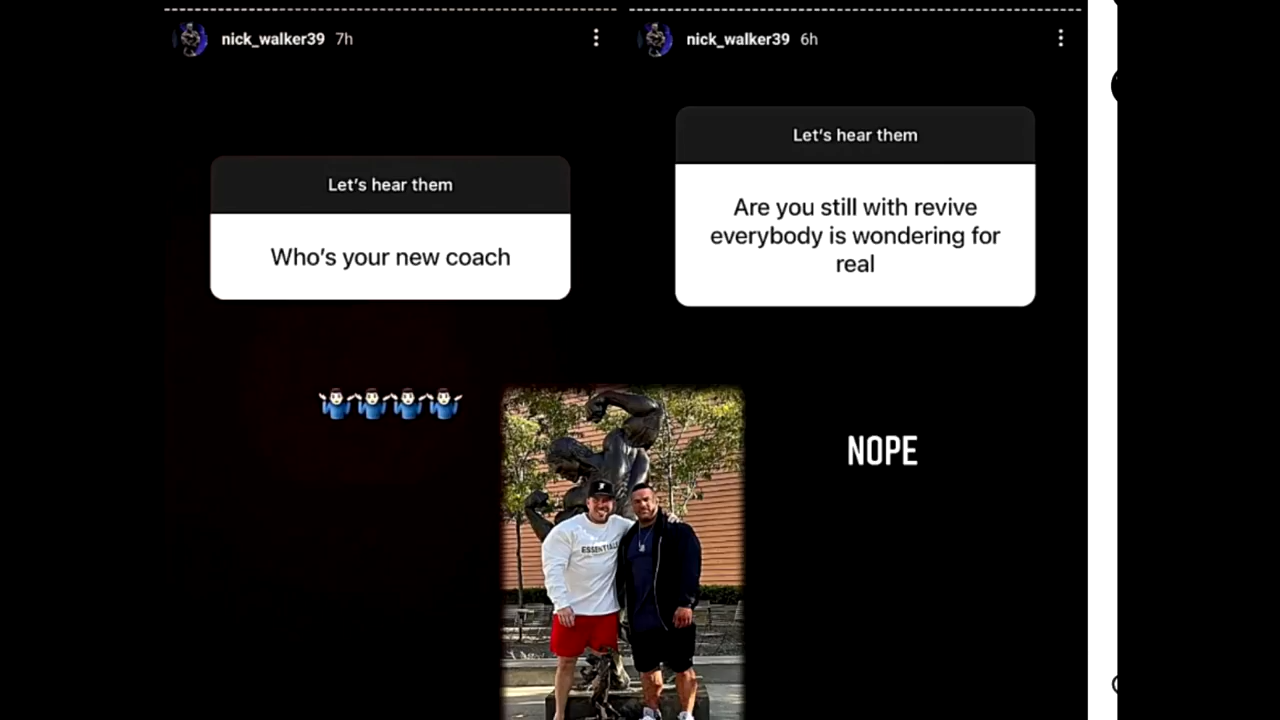 nick_walker39 7h
Let's hear them
Who's your new coach
🤷🏻‍♂️🤷🏻‍♂️🤷🏻‍♂️🤷🏻‍♂️
nick_walker39 6h
Let's hear them
Are you still with revive
everybody is wondering for
real
NOPE
ESSENTIALS